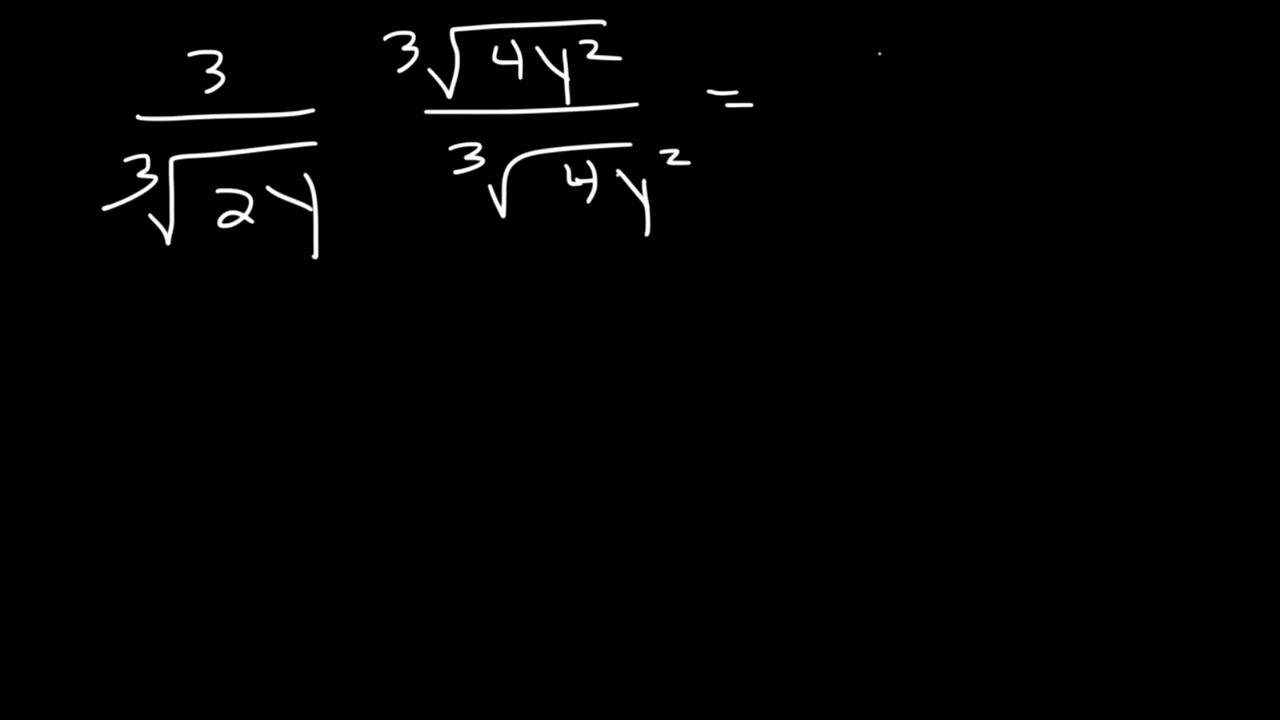 3 ∛4y²
∛2y ∛4y² =